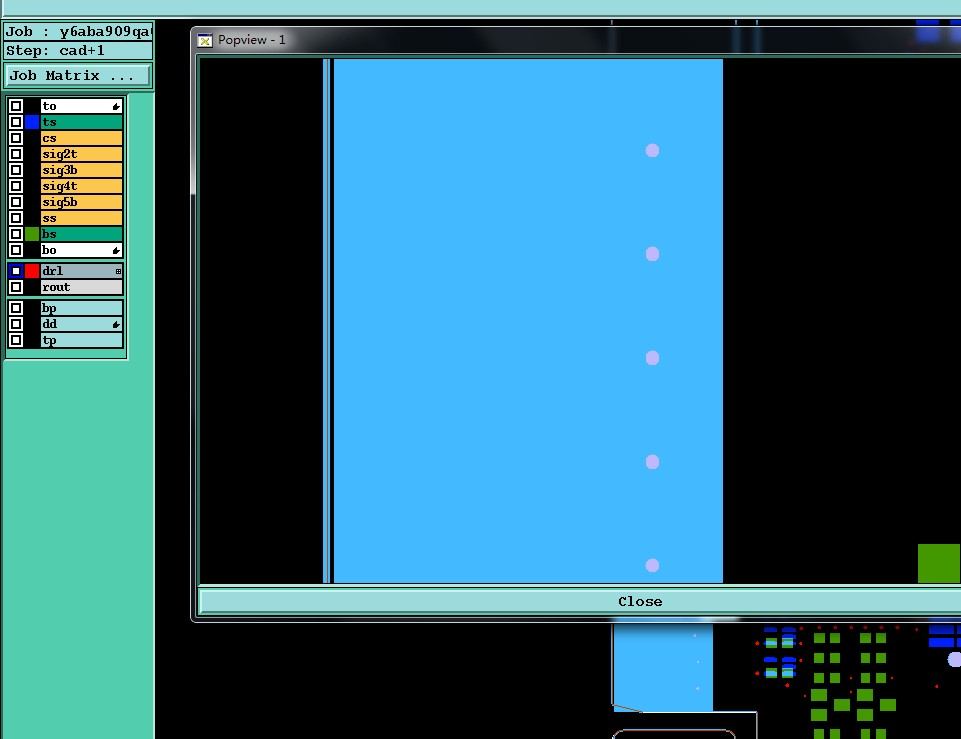 Job : y6aba909qa
Step: cad+1
Job Matrix ...
to
ts
cs
sig2t
sig3b
sig4t
sig5b
ss
bs
bo
drl
rout
bp
dd
tp
Popview - 1
Close